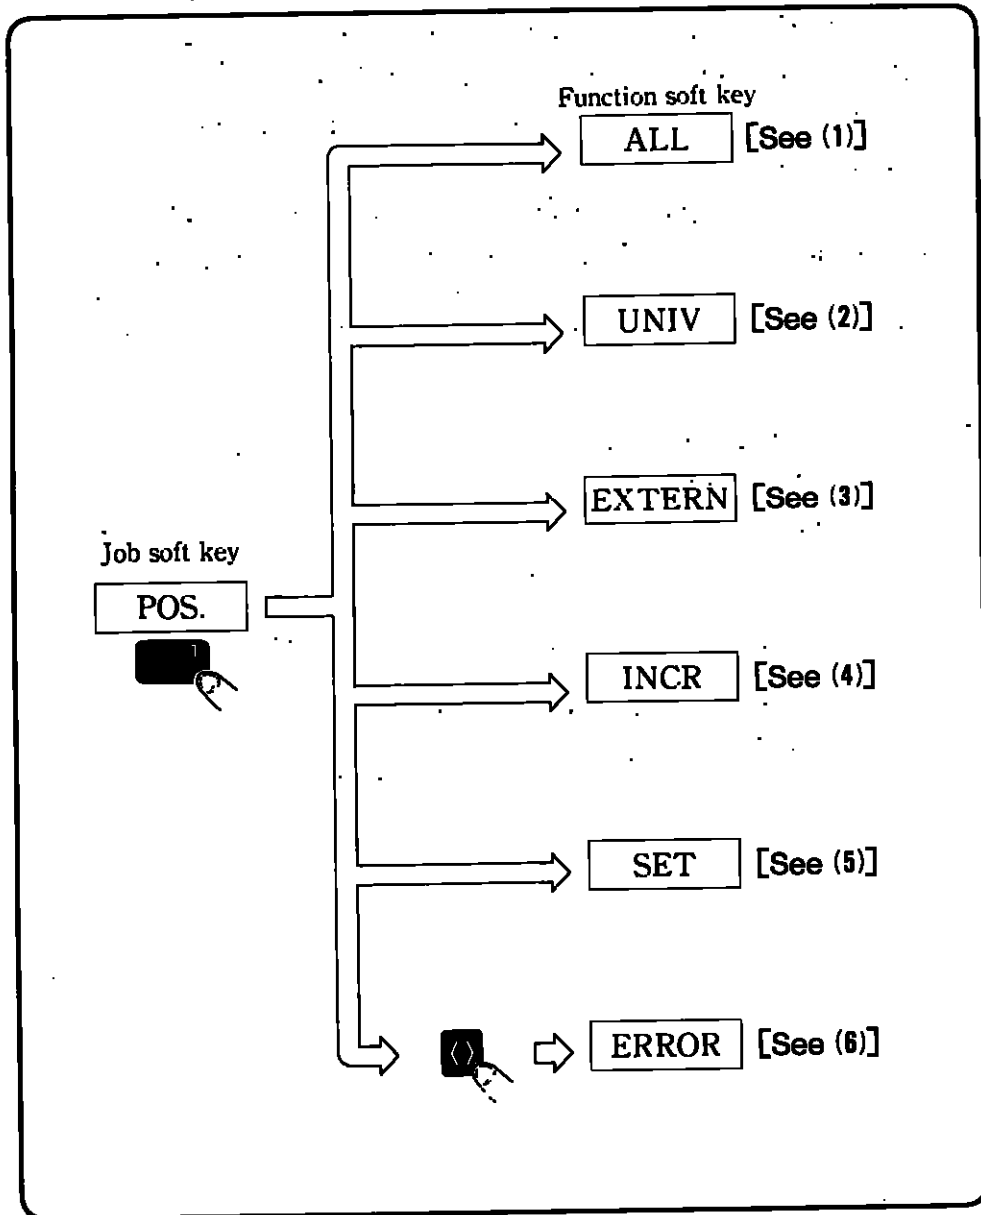 Function soft key
ALL [See (1)]
UNIV [See (2)]
EXTERN [See (3)]
Job soft key
POS.
1
INCR [See (4)]
SET [See (5)]
〈〉 ERROR [See (6)]